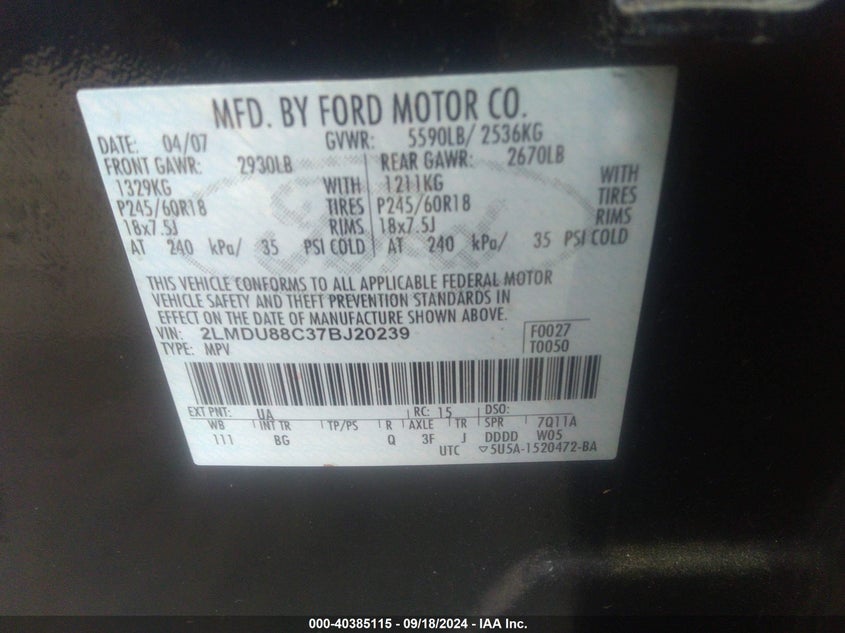 MFD. BY FORD MOTOR CO.
DATE: 04/07 GVWR: 5590LB/ 2536KG
FRONT GAWR: 2930LB REAR GAWR: 2670LB
1329KG WITH 1211KG WITH
P245/60R18 TIRES P245/60R18 TIRES
18x7.5J RIMS 18x7.5J RIMS
AT 240 kPa/ 35 PSI COLD AT 240 kPa/ 35 PSI COLD
Ford
THIS VEHICLE CONFORMS TO ALL APPLICABLE FEDERAL MOTOR
VEHICLE SAFETY AND THEFT PREVENTION STANDARDS IN
EFFECT ON THE DATE OF MANUFACTURE SHOWN ABOVE.
VIN: 2LMDU88C37BJ20239 F0027
TYPE: MPV T0050
EXT PNT: UA RC: 15 DSO:
WB INT TR TP/PS R AXLE TR SPR 7Q11A
111 BG Q 3F J DDDD W05
UTC ▽5U5A-1520472-BA
000-40385115 - 09/18/2024 - IAA Inc.